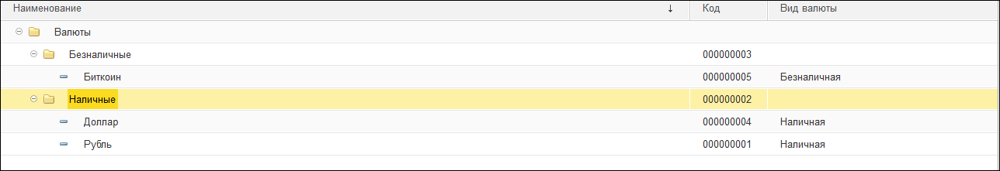 Наименование Код Вид валюты
Валюты
Безналичные 000000003
Биткоин 000000005 Безналичная
Наличные 000000002
Доллар 000000004 Наличная
Рубль 000000001 Наличная